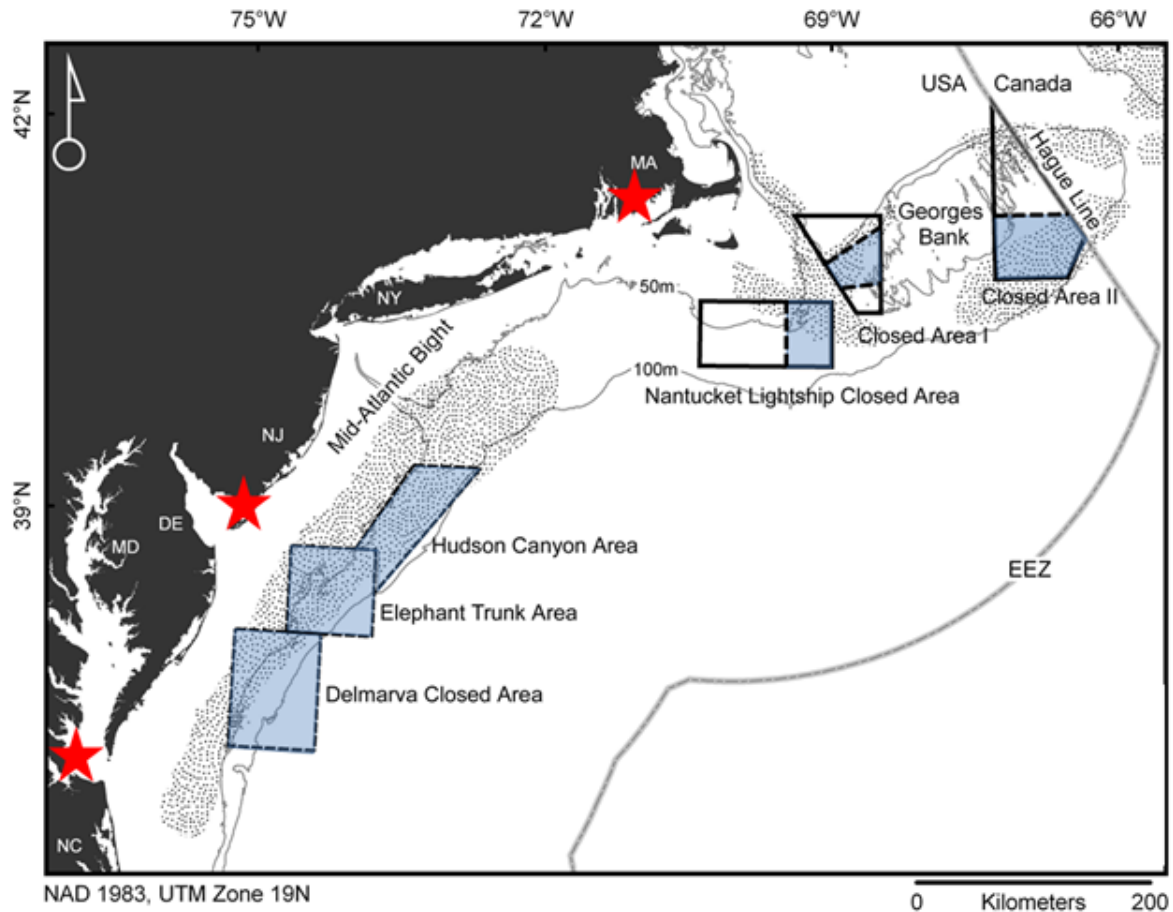 75°W
72°W
69°W
66°W
42°N
39°N
USA
Canada
Hague Line
MA
Georges
Bank
NY
50m
Closed Area II
Closed Area I
Mid-Atlantic Bight
100m
Nantucket Lightship Closed Area
NJ
DE
MD
Hudson Canyon Area
EEZ
Elephant Trunk Area
Delmarva Closed Area
NC
NAD 1983, UTM Zone 19N
0 Kilometers 200